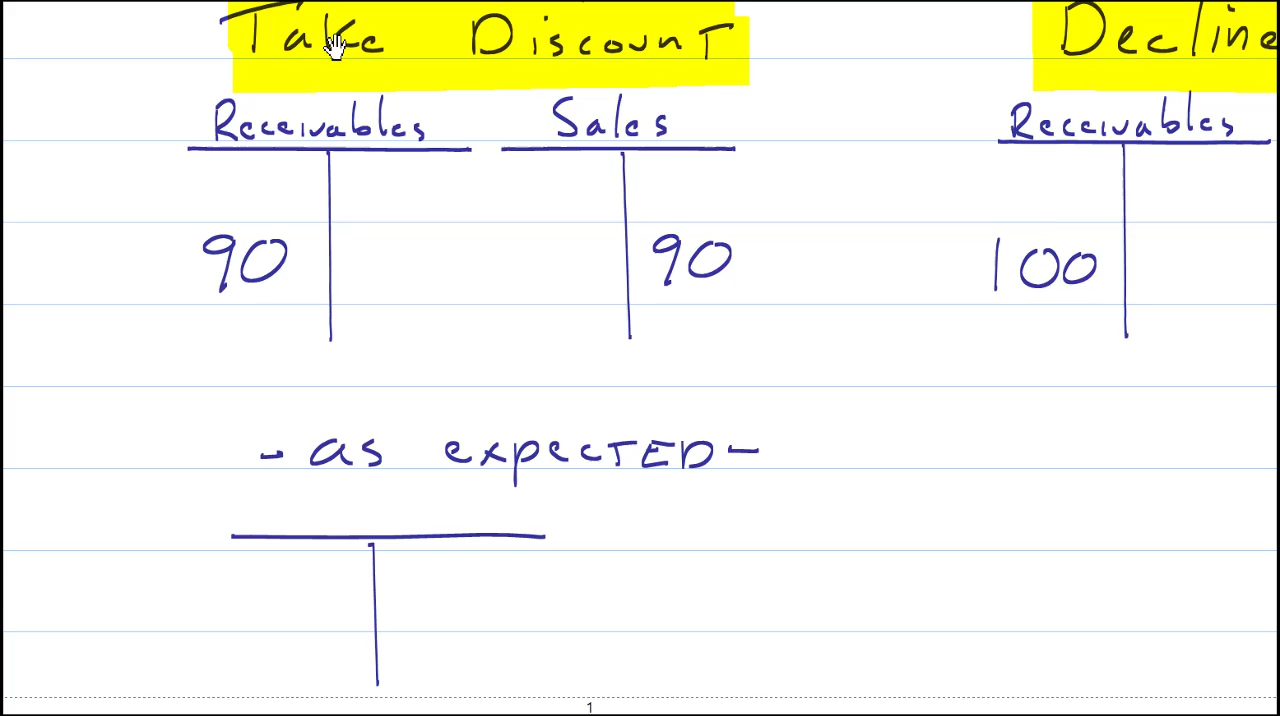 Take Discount Decline
Receivables Sales Receivables
90 90 100
- as expected -
1